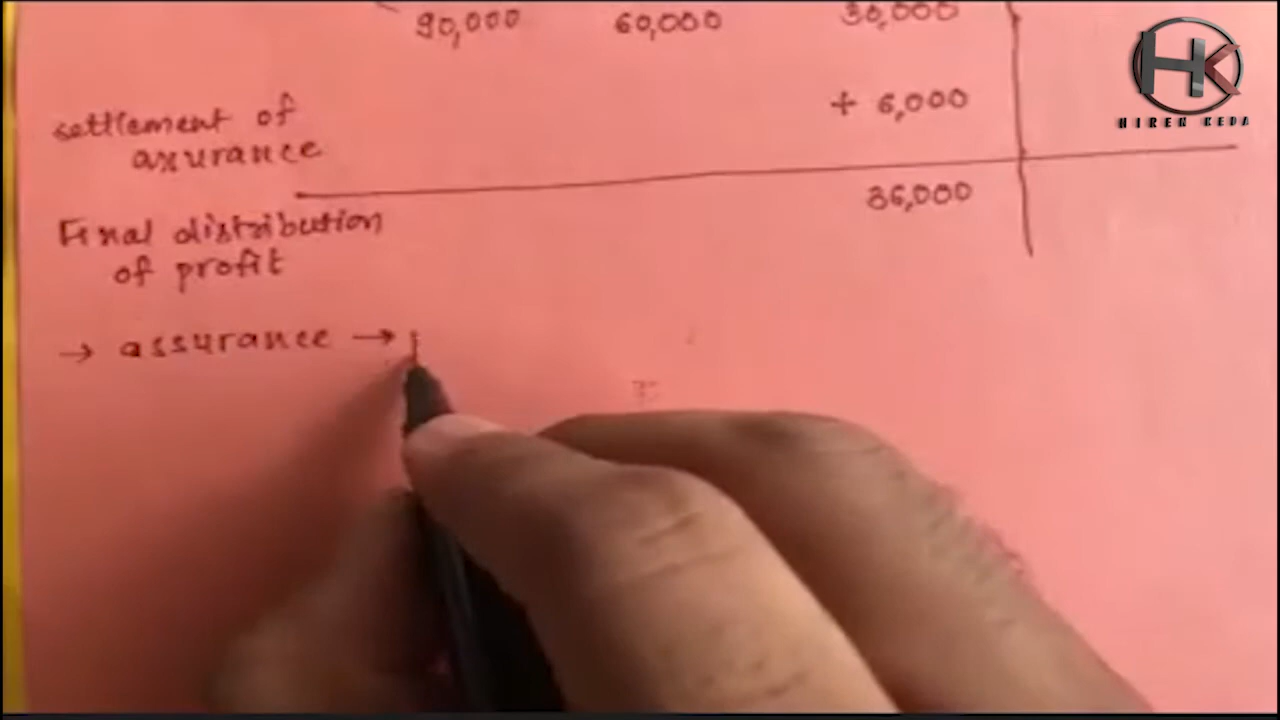 90,000 60,000 30,000
HK
HIREN KEDA
settlement of + 6,000
assurance
36,000
Final distribution
of profit
→ assurance →